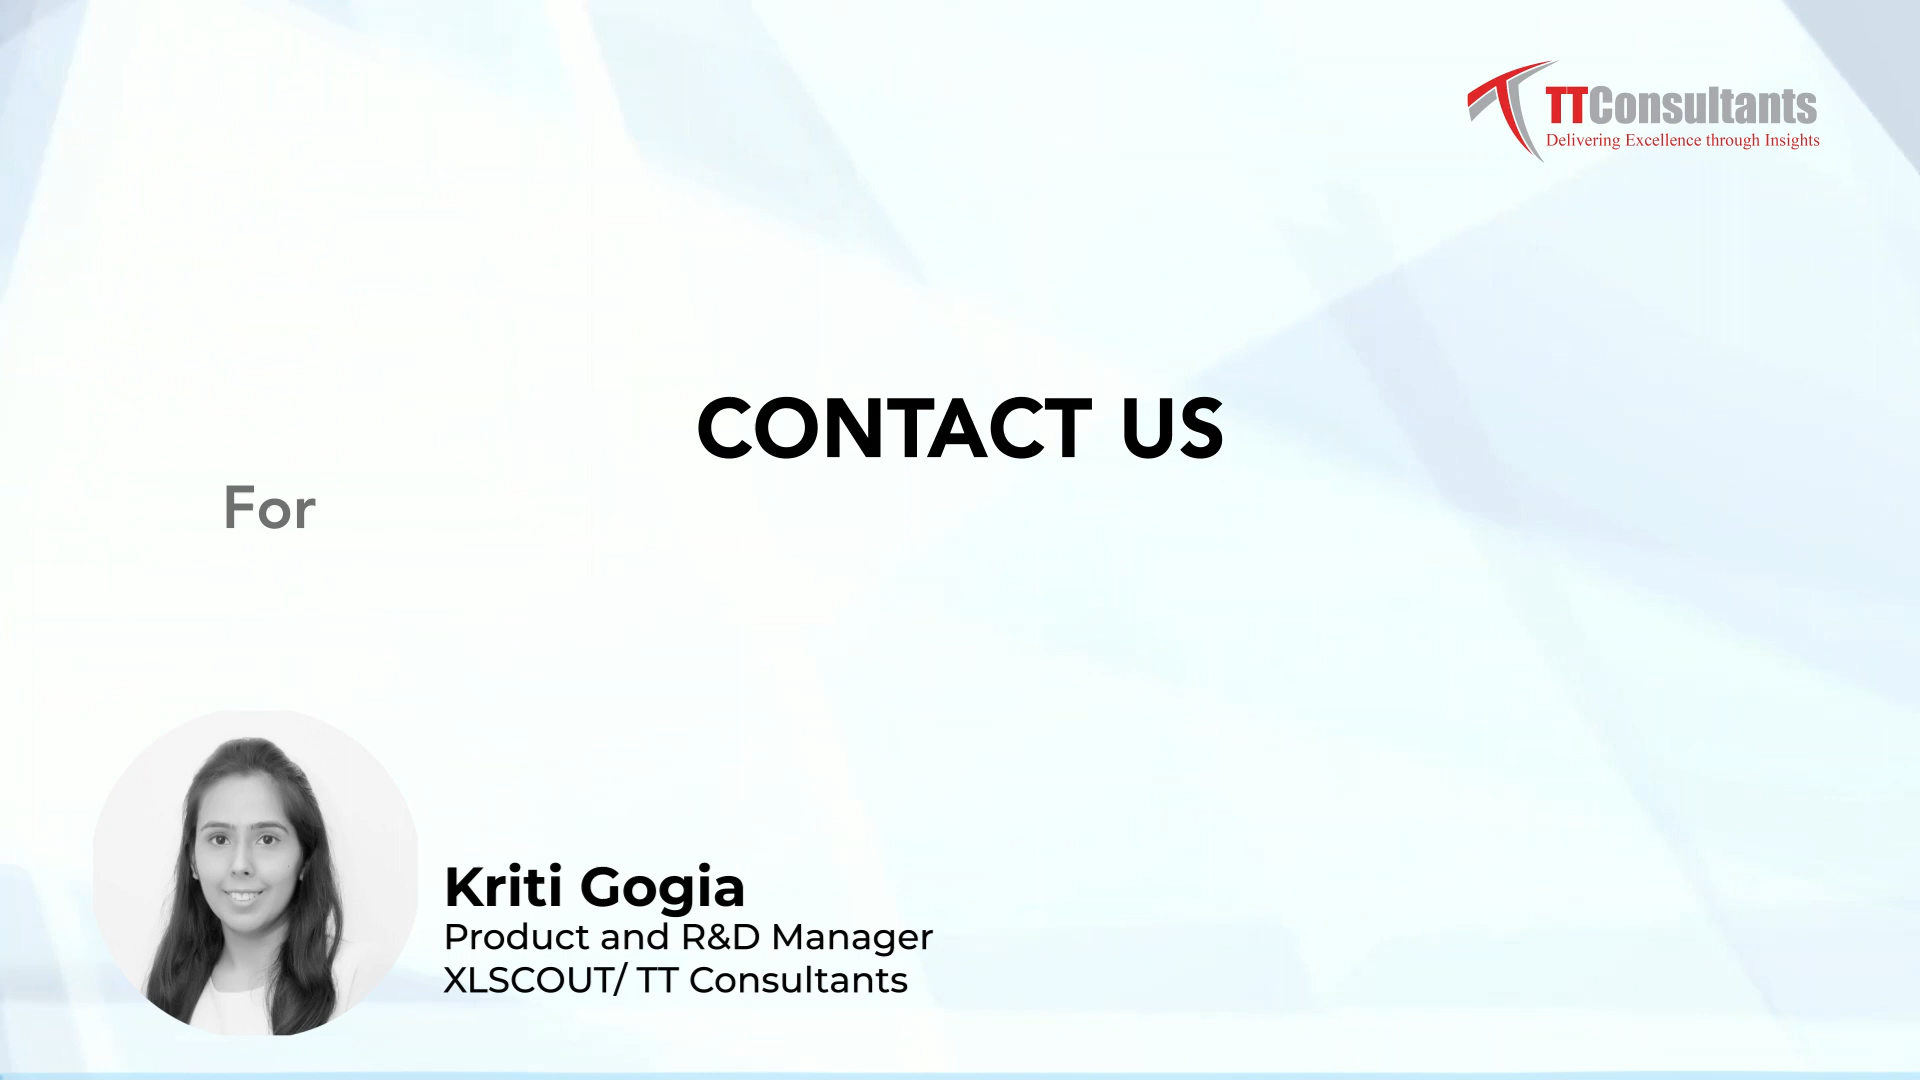 TTConsultants
Delivering Excellence through Insights
CONTACT US
For
Kriti Gogia
Product and R&D Manager
XLSCOUT/ TT Consultants